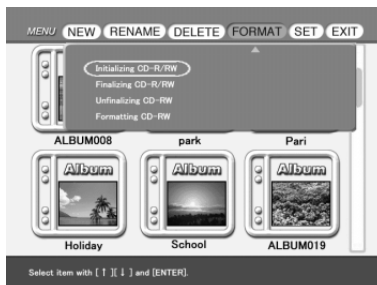 MENU NEW RENAME DELETE FORMAT SET EXIT
Initializing CD-R/RW
Finalizing CD-R/RW
Unfinalizing CD-RW
Formatting CD-RW
ALBUM008 park Pari
Album Album Album
Holiday School ALBUM019
Select item with [ ↑ ][ ↓ ] and [ENTER].